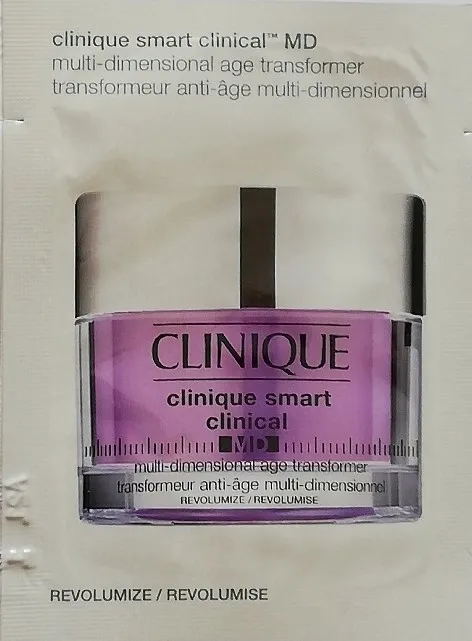 clinique smart clinical™ MD
multi-dimensional age transformer
transformeur anti-âge multi-dimensionnel
CLINIQUE
clinique smart
clinical
MD
multi-dimensional age transformer
transformeur anti-âge multi-dimensionnel
REVOLUMIZE / REVOLUMISE
REVOLUMIZE / REVOLUMISE